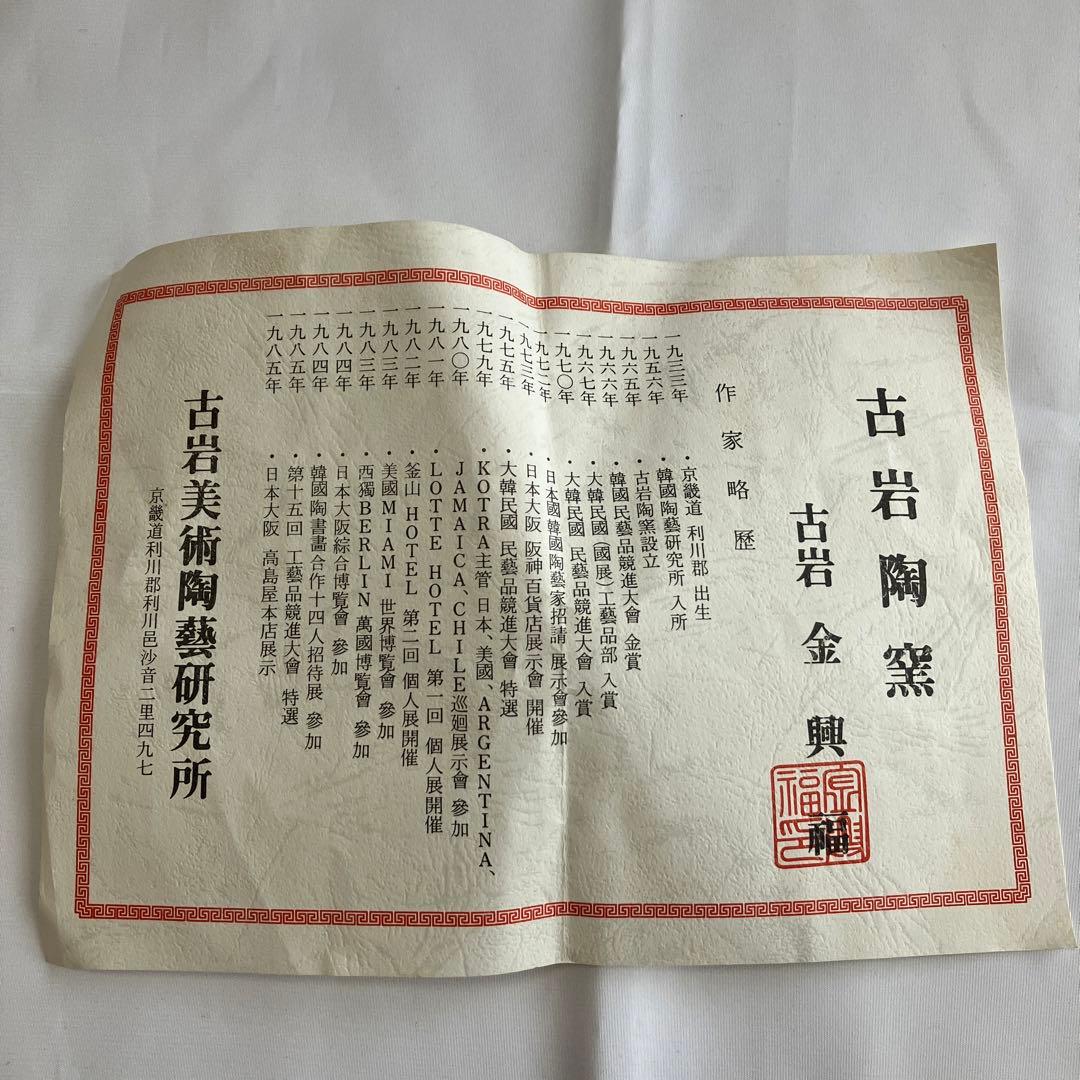 古岩陶窯
古岩 金興福
作家略歷
一九三三年 ・京畿道 利川郡 出生
一九五六年 ・韓國陶藝研究所 入所
一九六五年 ・古岩陶窯設立
一九六六年 ・韓國民藝品競進大會 金賞
一九六七年 ・大韓民國(國展)工藝品部 入賞
一九七〇年 ・大韓民國 民藝品競進大會 入賞
一九七二年 ・日本國 韓國陶藝家招請 展示會參加
一九七三年 ・日本大阪 阪神百貨店展示會 開催
一九七五年 ・大韓民國 民藝品競進大會 特選
一九七九年 ・KOTRA主管 日本、美國、ARGENTINA、
一九八〇年 JAMAICA、CHILE巡廻展示會 參加
一九八一年 ・LOTTE HOTEL 第一回 個人展開催
一九八二年 ・釜山 HOTEL 第二回 個人展開催
一九八三年 ・美國 MIAMI 世界博覧會 參加
一九八三年 ・西獨 BERLIN 萬國博覧會 參加
一九八四年 ・日本大阪綜合博覧會 參加
一九八四年 ・韓國陶書畫合作十四人招待展 參加
一九八五年 ・第十五回 工藝品競進大會 特選
一九八五年 ・日本大阪 高島屋本店展示
古岩美術陶藝研究所
京畿道利川郡利川邑沙音二里四九七